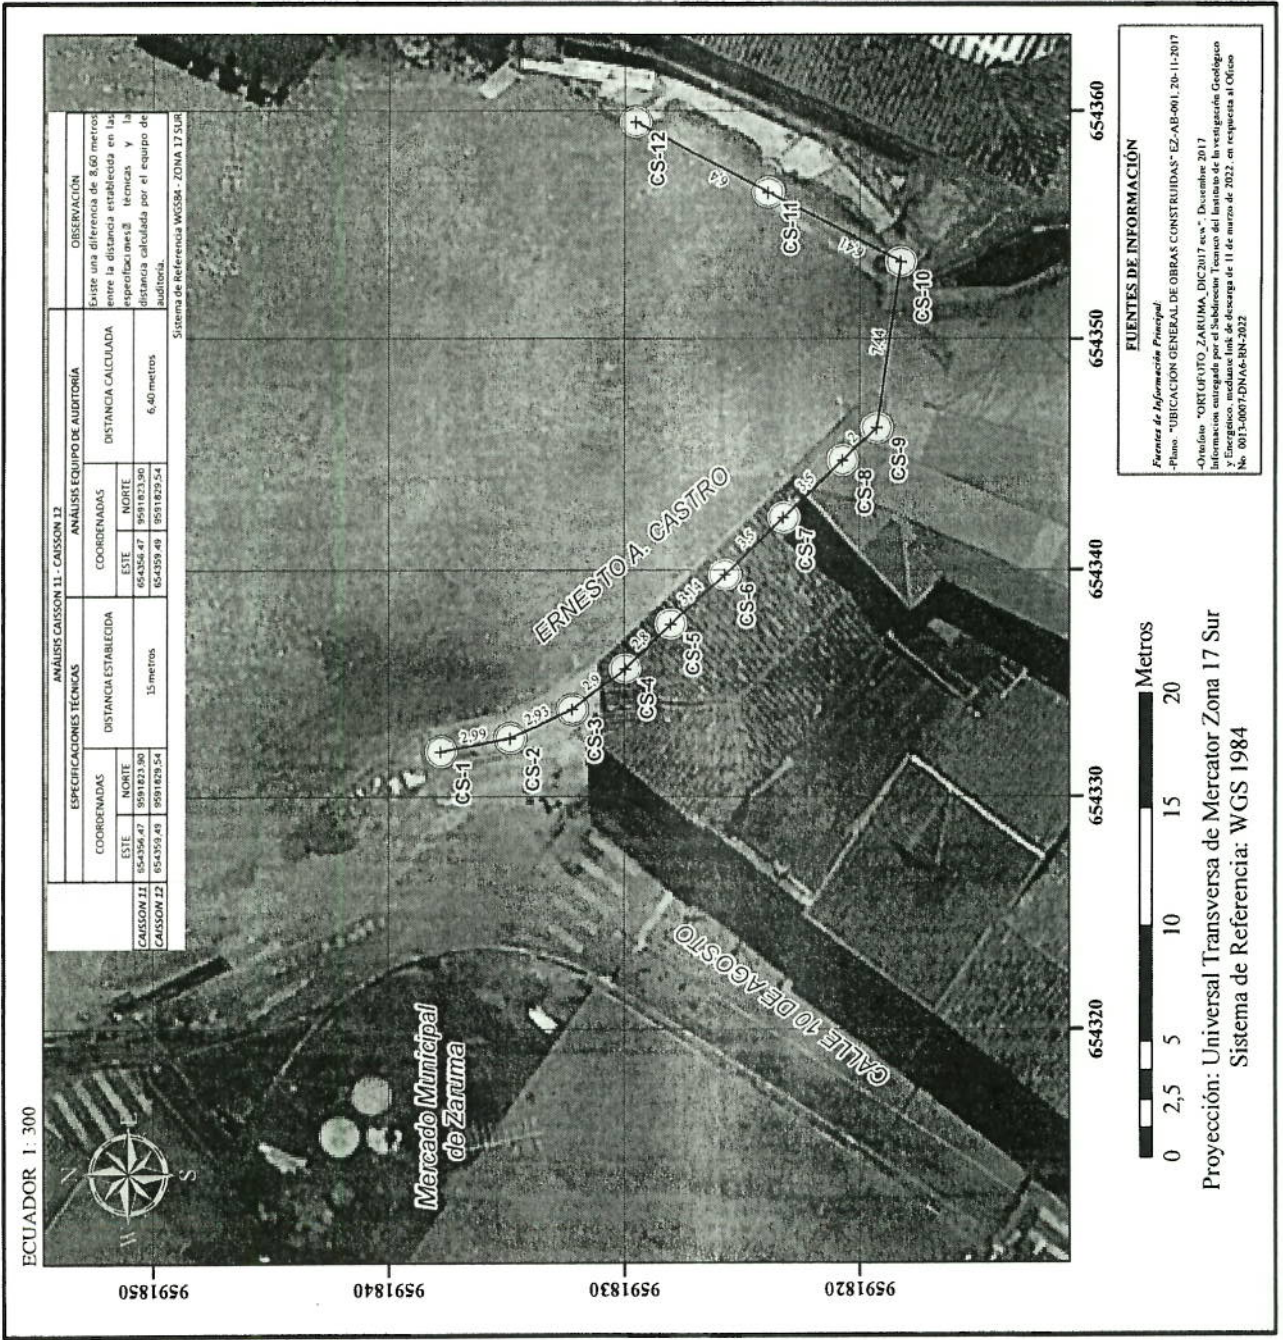 ECUADOR 1: 300
ANÁLISIS CAISSON 11 - CAISSON 12
ESPECIFICACIONES TÉCNICAS
ANÁLISIS EQUIPO DE AUDITORÍA
OBSERVACIÓN
COORDENADAS
DISTANCIA ESTABLECIDA
COORDENADAS
DISTANCIA CALCULADA
ESTE NORTE
ESTE NORTE
CAISSON 11 654356,47 9591823,90
15 metros
654356,47 9591823,90
6,40 metros
CAISSON 12 654359,49 9591829,54
654359,49 9591829,54
Existe una diferencia de 8,60 metros
entre la distancia establecida en las
especificaciones técnicas y la
distancia calculada por el equipo de
auditoría.
Sistema de Referencia WGS84 - ZONA 17 SUR
N
W
E
S
Mercado Municipal
de Zaruma
CALLE 10 DE AGOSTO
ERNESTO A. CASTRO
CS-1
2,99
CS-2
2,93
CS-3
2,9
CS-4
2,8
CS-5
3,14
CS-6
3,5
CS-7
3,5
CS-8
2
CS-9
7,44
CS-10
6,41
CS-11
6,4
CS-12
9591850
9591840
9591830
9591820
654320
654330
654340
654350
654360
0 2,5 5 10 15 20
Metros
Proyección: Universal Transversa de Mercator Zona 17 Sur
Sistema de Referencia: WGS 1984
FUENTES DE INFORMACIÓN
Fuentes de Información Principal:
-Plano. "UBICACIÓN GENERAL DE OBRAS CONSTRUIDAS" EZ-AB-001, 20-11-2017
-Ortofoto "ORTOFOTO_ZARUMA_DIC2017 ecw", Diciembre 2017
Información entregada por el Subdirector Técnico del Instituto de Investigación Geológico
y Energético, mediante link de descarga de 11 de marzo de 2022, en respuesta al Oficio
No. 0013-0007-DNA6-RN-2022